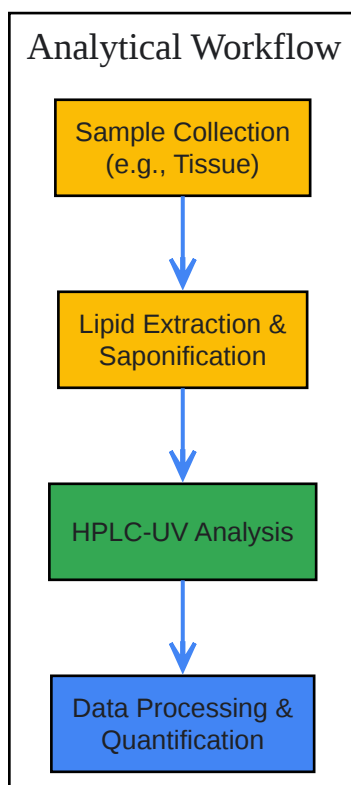 Analytical Workflow
Sample Collection
(e.g., Tissue)
Lipid Extraction &
Saponification
HPLC-UV Analysis
Data Processing &
Quantification